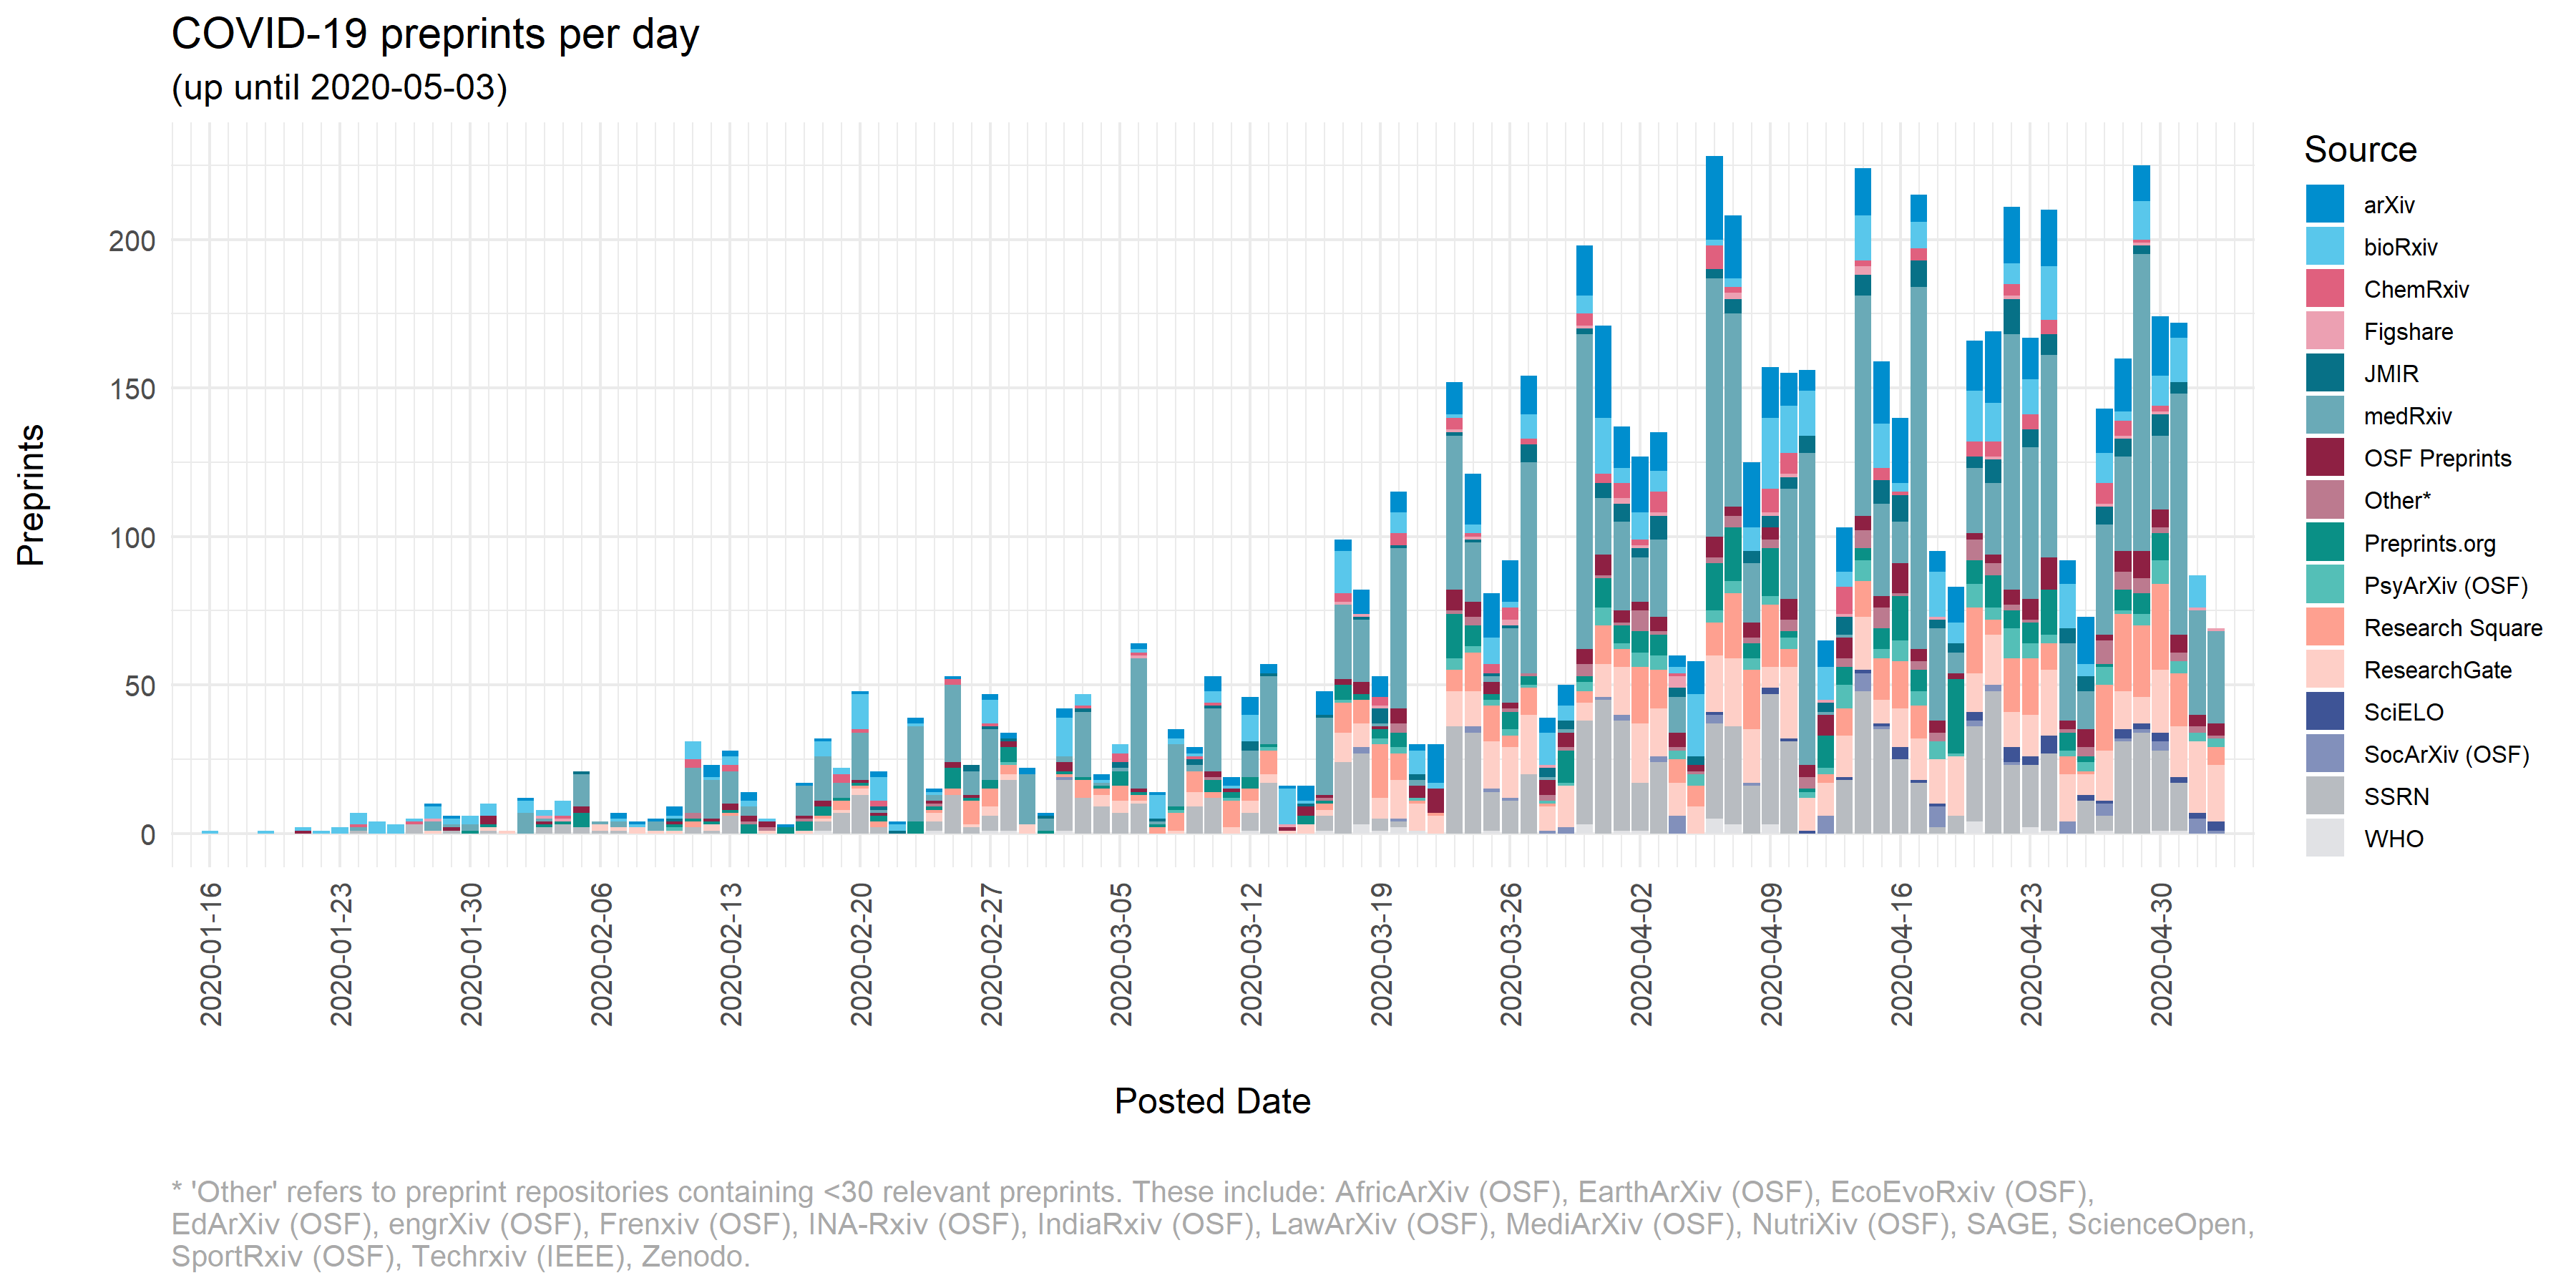 COVID-19 preprints per day
(up until 2020-05-03)
Preprints
200
150
100
50
0
2020-01-16
2020-01-23
2020-01-30
2020-02-06
2020-02-13
2020-02-20
2020-02-27
2020-03-05
2020-03-12
2020-03-19
2020-03-26
2020-04-02
2020-04-09
2020-04-16
2020-04-23
2020-04-30
Posted Date
Source
arXiv
bioRxiv
ChemRxiv
Figshare
JMIR
medRxiv
OSF Preprints
Other*
Preprints.org
PsyArXiv (OSF)
Research Square
ResearchGate
SciELO
SocArXiv (OSF)
SSRN
WHO
* 'Other' refers to preprint repositories containing <30 relevant preprints. These include: AfricArXiv (OSF), EarthArXiv (OSF), EcoEvoRxiv (OSF),
EdArXiv (OSF), engrXiv (OSF), Frenxiv (OSF), INA-Rxiv (OSF), IndiaRxiv (OSF), LawArXiv (OSF), MediArXiv (OSF), NutriXiv (OSF), SAGE, ScienceOpen,
SportRxiv (OSF), Techrxiv (IEEE), Zenodo.